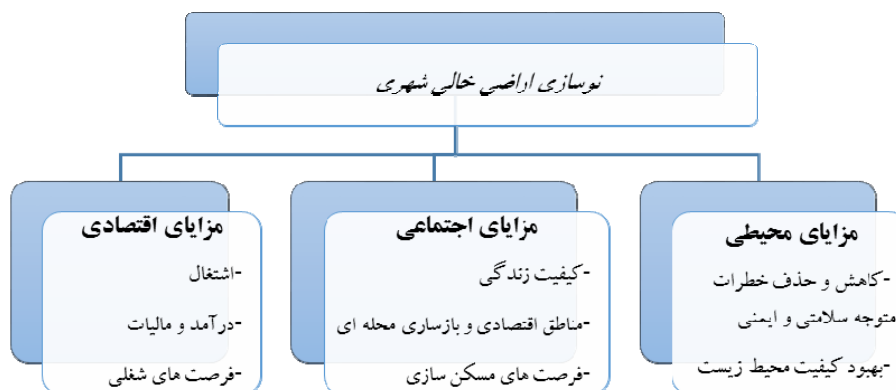 نوسازی اراضی خالی شهری
مزایای محیطی
-کاهش و حذف خطرات
متوجه سلامتی و ایمنی
-بهبود کیفیت محیط زیست
مزایای اجتماعی
-کیفیت زندگی
-مناطق اقتصادی و بازسازی محله ای
-فرصت های مسکن سازی
مزایای اقتصادی
-اشتغال
-درآمد و مالیات
-فرصت های شغلی